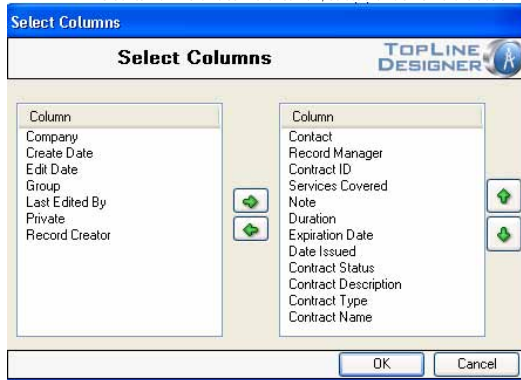 Select Columns
Select Columns
TOPLINE
DESIGNER
Column
Company
Create Date
Edit Date
Group
Last Edited By
Private
Record Creator
Column
Contact
Record Manager
Contract ID
Services Covered
Note
Duration
Expiration Date
Date Issued
Contract Status
Contract Description
Contract Type
Contract Name
OK
Cancel